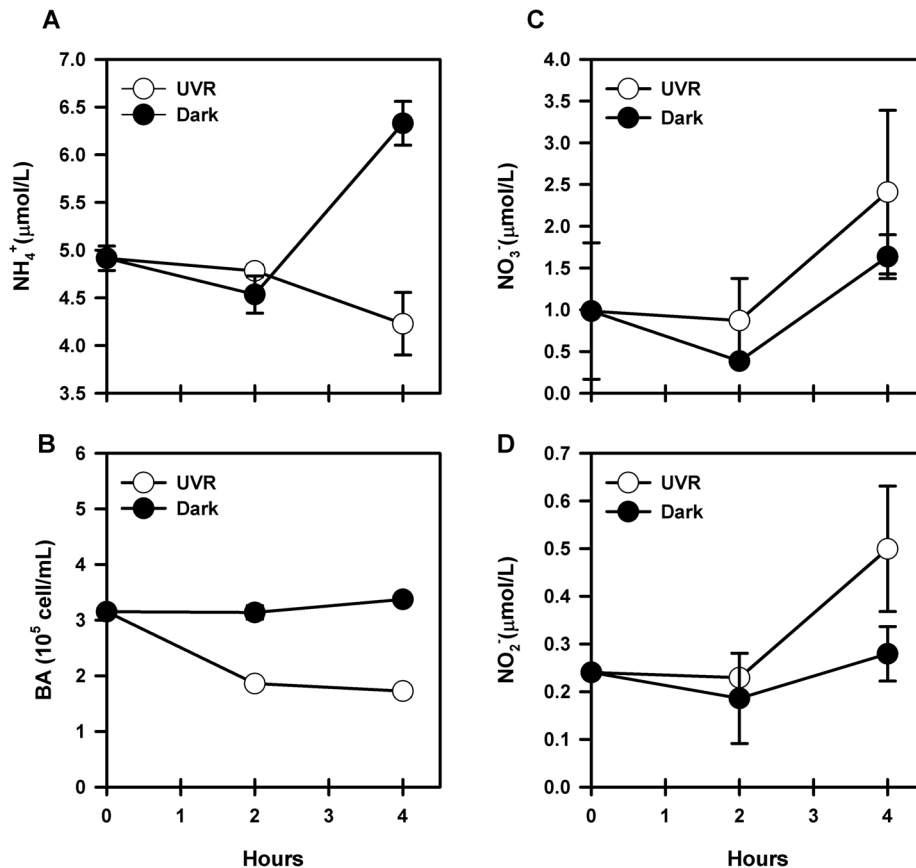 A
7.0
6.5
6.0
5.5
5.0
4.5
4.0
3.5
NH₄⁺(μmol/L)
UVR
Dark
C
4.0
3.5
3.0
2.5
2.0
1.5
1.0
0.5
0.0
NO₃⁻(μmol/L)
UVR
Dark
B
6
5
4
3
2
1
0
BA (10⁵ cell/mL)
UVR
Dark
0 1 2 3 4
Hours
D
0.7
0.6
0.5
0.4
0.3
0.2
0.1
0.0
NO₂⁻(μmol/L)
UVR
Dark
0 1 2 3 4
Hours